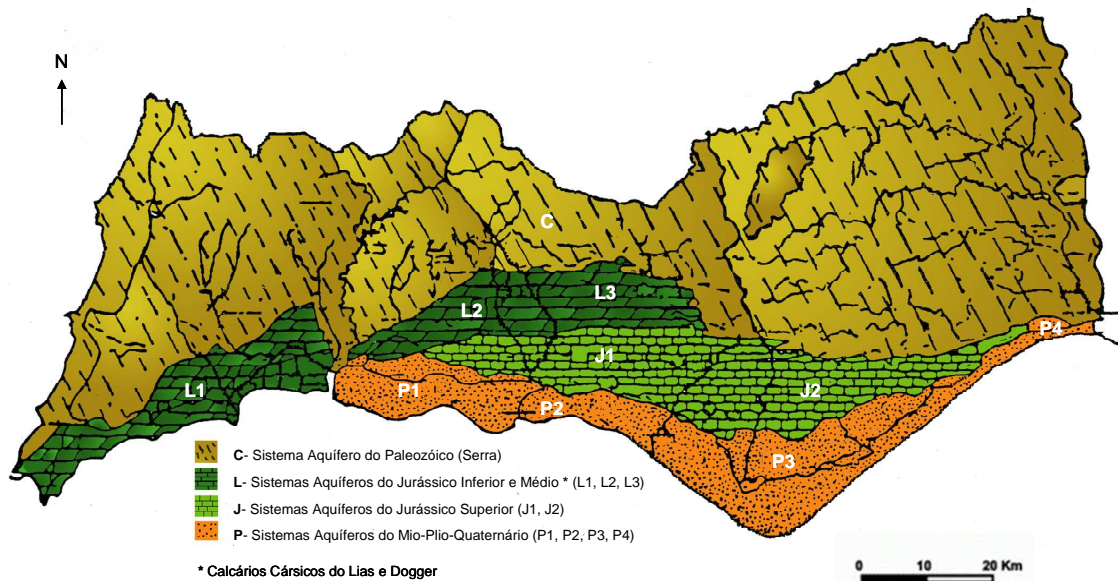 N
C
L3
L2
P4
J1
L1
P1
J2
P2
P3
C- Sistema Aquífero do Paleozóico (Serra)
L- Sistemas Aquíferos do Jurássico Inferior e Médio * (L1, L2, L3)
J- Sistemas Aquíferos do Jurássico Superior (J1, J2)
P- Sistemas Aquíferos do Mio-Plio-Quaternário (P1, P2, P3, P4)
* Calcários Cársicos do Lias e Dogger
0 10 20 Km